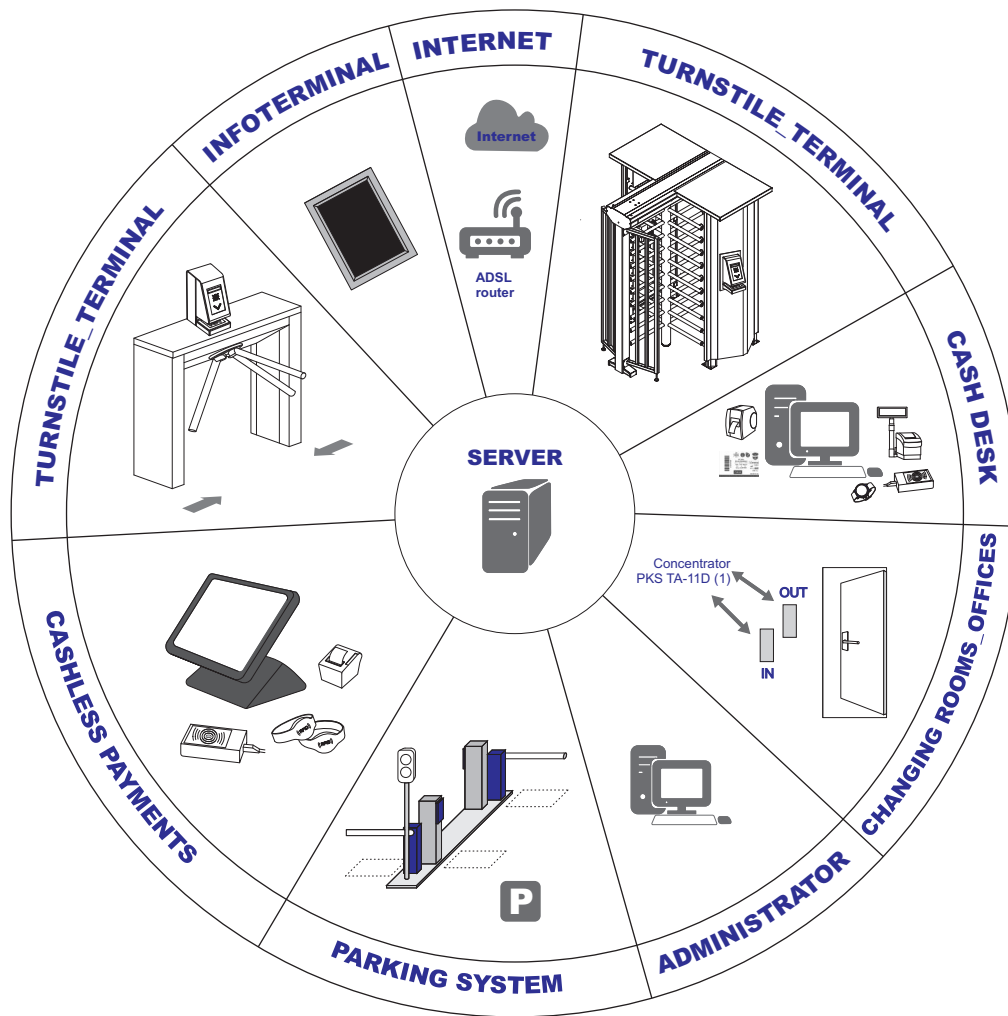 INTERNET
TURNSTILE_TERMINAL
CASH DESK
CHANGING ROOMS_OFFICES
ADMINISTRATOR
PARKING SYSTEM
CASHLESS PAYMENTS
TURNSTILE_TERMINAL
INFOTERMINAL
Internet
ADSL
router
SERVER
Concentrator
PKS TA-11D (1)
OUT
IN
P